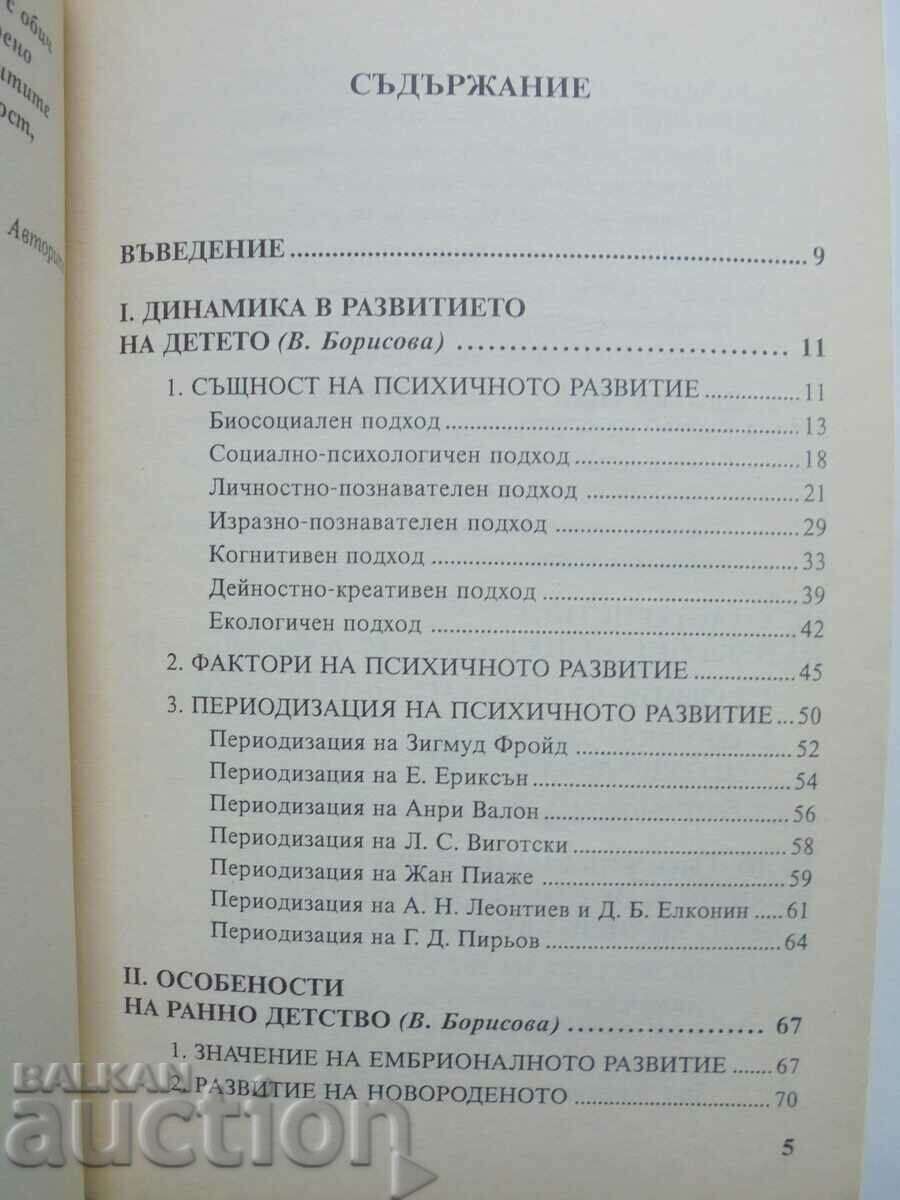 с обич
тите
ост,
Автори
СЪДЪРЖАНИЕ
ВЪВЕДЕНИЕ ........ 9
I. ДИНАМИКА В РАЗВИТИЕТО
НА ДЕТЕТО (В. Борисова) ........ 11
1. СЪЩНОСТ НА ПСИХИЧНОТО РАЗВИТИЕ ........ 11
Биосоциален подход ........ 13
Социално-психологичен подход ........ 18
Личностно-познавателен подход ........ 21
Изразно-познавателен подход ........ 29
Когнитивен подход ........ 33
Дейностно-креативен подход ........ 39
Екологичен подход ........ 42
2. ФАКТОРИ НА ПСИХИЧНОТО РАЗВИТИЕ ........ 45
3. ПЕРИОДИЗАЦИЯ НА ПСИХИЧНОТО РАЗВИТИЕ ... 50
Периодизация на Зигмуд Фройд ........ 52
Периодизация на Е. Ериксън ........ 54
Периодизация на Анри Валон ........ 56
Периодизация на Л. С. Виготски ........ 58
Периодизация на Жан Пиаже ........ 59
Периодизация на А. Н. Леонтиев и Д. Б. Елконин ..... 61
Периодизация на Г. Д. Пирьов ........ 64
II. ОСОБЕНОСТИ
НА РАННО ДЕТСТВО (В. Борисова) ........ 67
1. ЗНАЧЕНИЕ НА ЕМБРИОНАЛНОТО РАЗВИТИЕ ........ 67
2. РАЗВИТИЕ НА НОВОРОДЕНОТО ........ 70
5
BALKAN
auction